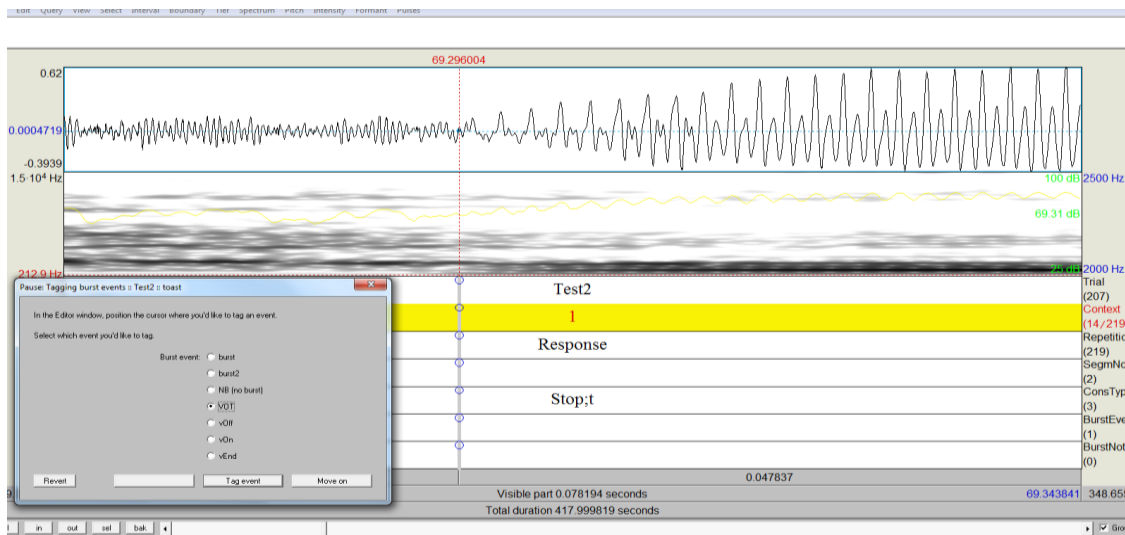 Edit Query View Select Interval Boundary Tier Spectrum Pitch Intensity Formant Pulses
69.296004
0.62
0.0004719
-0.3939
1.5·10⁴ Hz
100 dB 2500 Hz
69.31 dB
212.9 Hz
25 dB 2000 Hz
Pause: Tagging burst events :: Test2 :: toast
In the Editor window, position the cursor where you'd like to tag an event.
Select which event you'd like to tag.
Burst event: burst
burst2
NB (no burst)
VOT
vOff
vOn
vEnd
Revert Tag event Move on
Test2
Trial
(207)
1
Context
(14/219
Response
Repetitio
(219)
SegmNo
(2)
Stop;t
ConsTyp
(3)
BurstEve
(1)
BurstNot
(0)
0.047837
Visible part 0.078194 seconds 69.343841 348.655
Total duration 417.999819 seconds
in out sel bak Gro